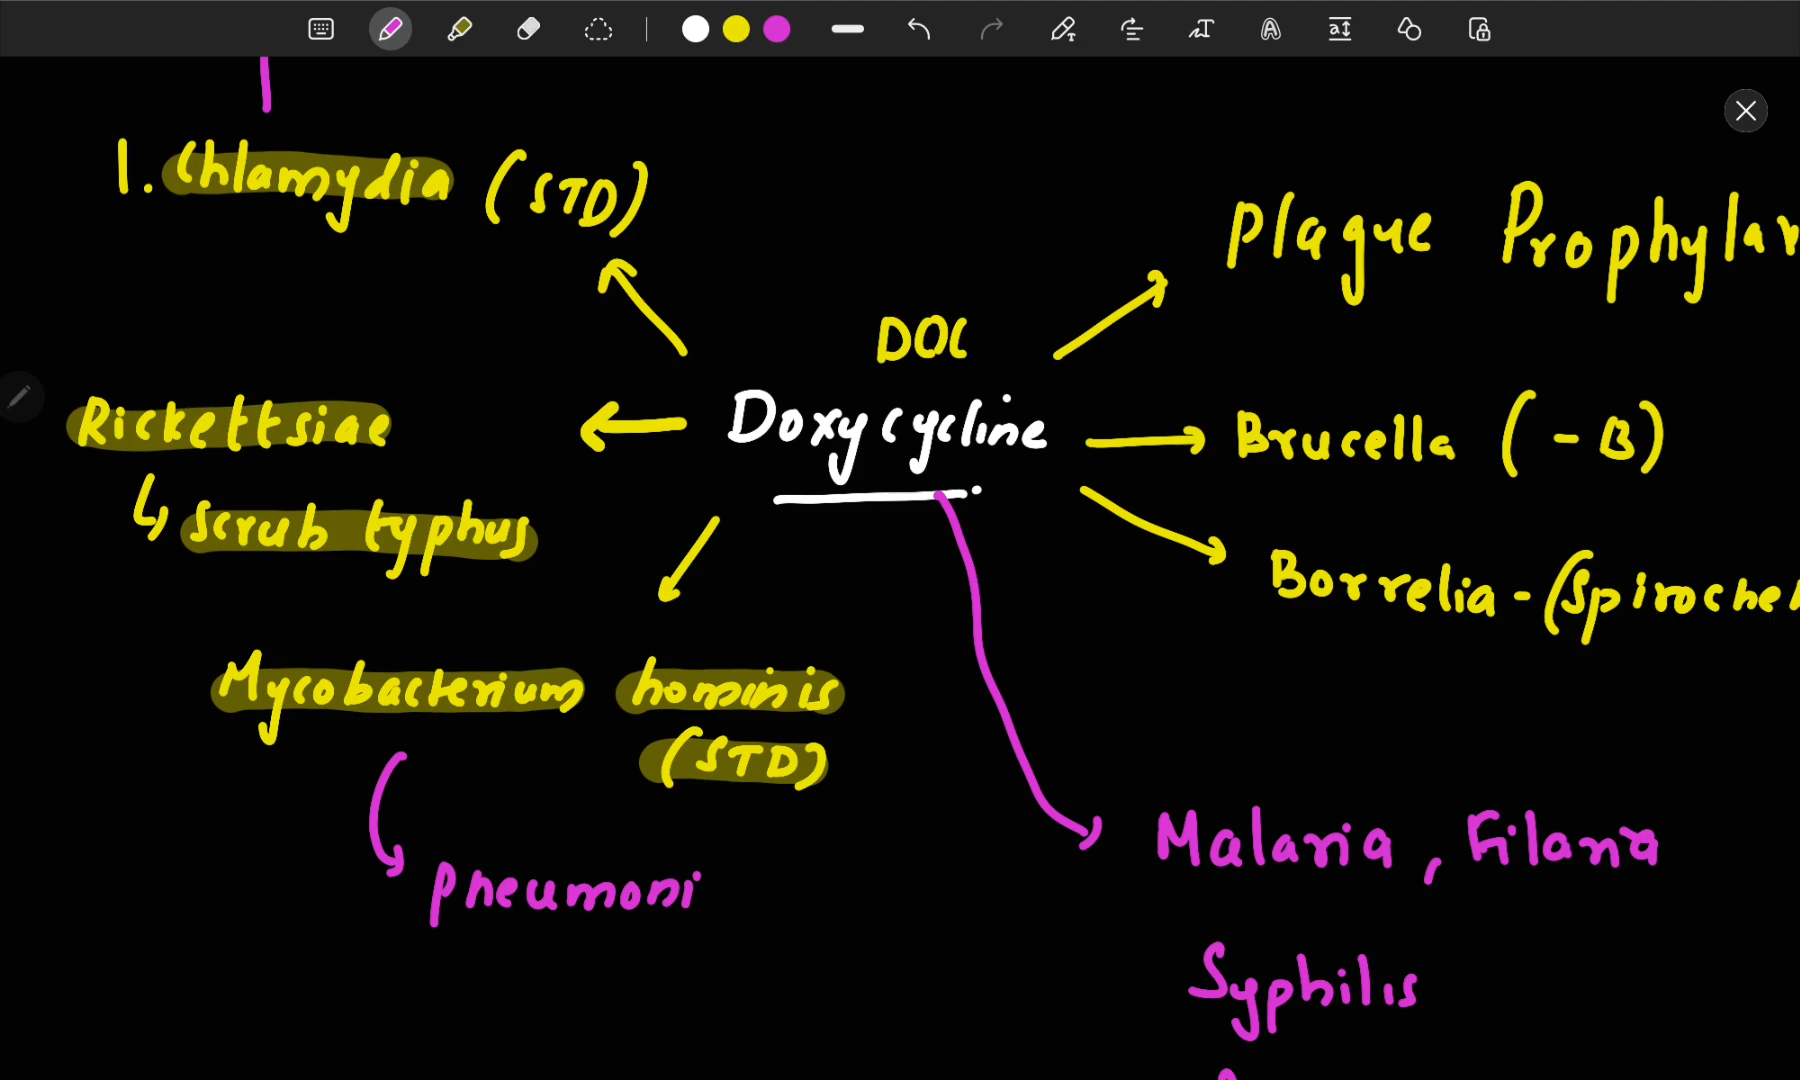 1. Chlamydia (STD)
Plague Prophylax
DOC
Doxycycline
Rickettsiae
Brucella (-B)
↳ Scrub typhus
Borrelia - (Spirochet
Mycobacterium hominis
(STD)
Malaria, Filaria
pneumoni
Syphilis